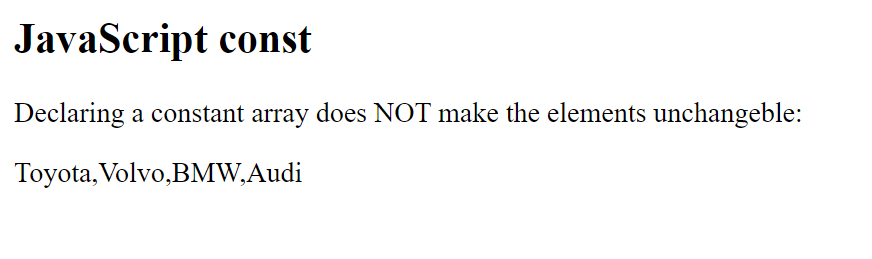 JavaScript const
Declaring a constant array does NOT make the elements unchangeble:
Toyota,Volvo,BMW,Audi